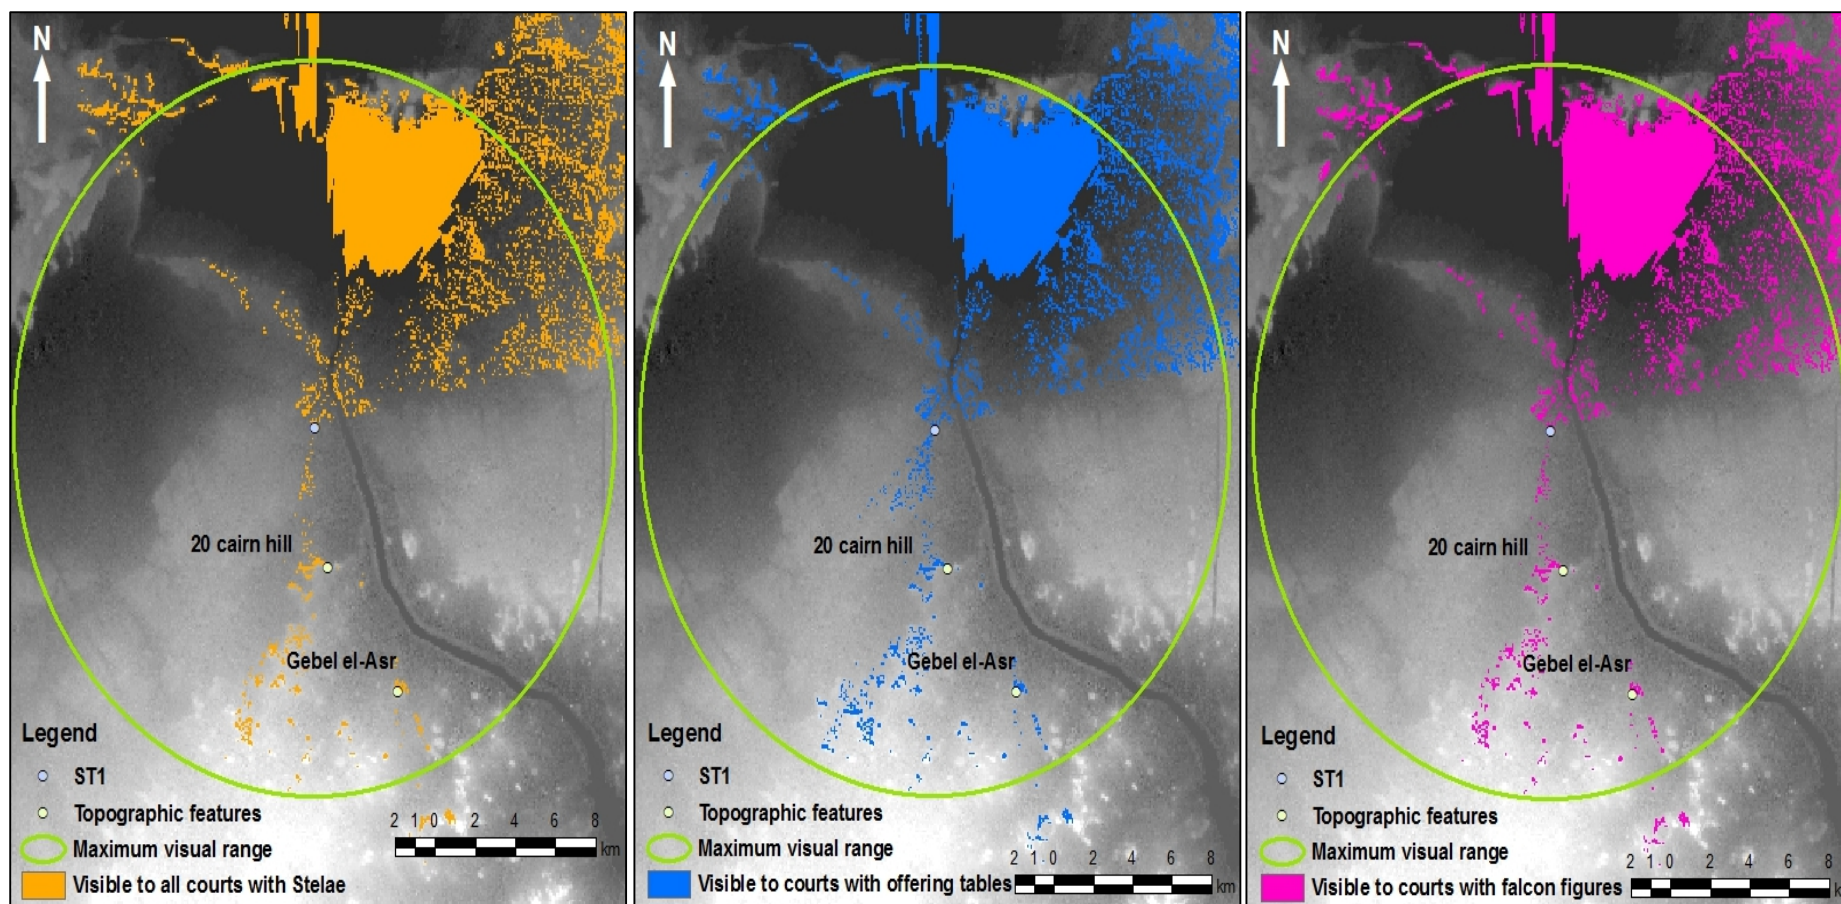 N
20 cairn hill
Gebel el-Asr
Legend
ST1
Topographic features
Maximum visual range
Visible to all courts with Stelae
2 1 0 2 4 6 8
km
N
20 cairn hill
Gebel el-Asr
Legend
ST1
Topographic features
Maximum visual range
Visible to courts with offering tables
2 1 0 2 4 6 8
km
N
20 cairn hill
Gebel el-Asr
Legend
ST1
Topographic features
Maximum visual range
Visible to courts with falcon figures
2 1 0 2 4 6 8